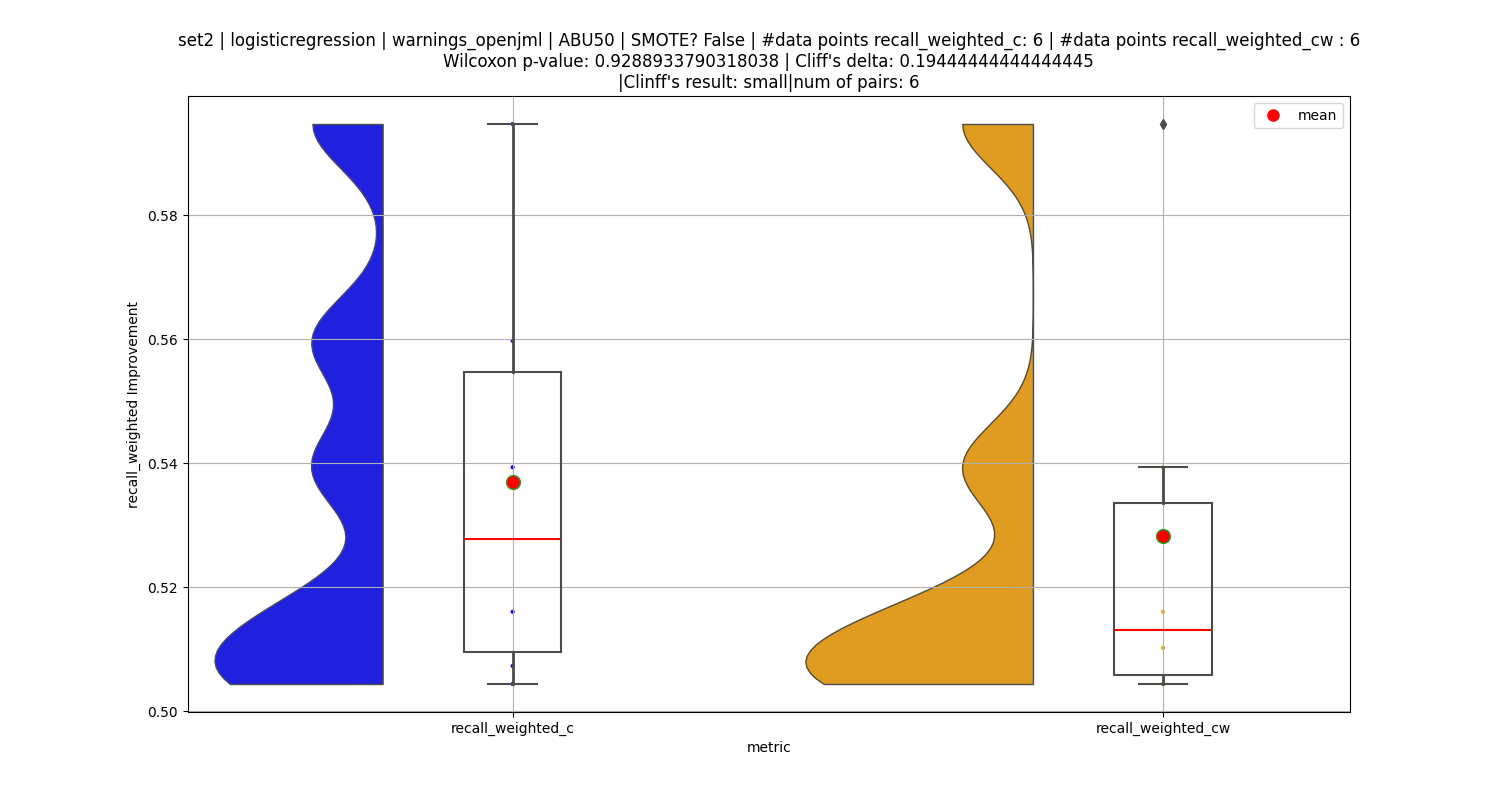 set2 | logisticregression | warnings_openjml | ABU50 | SMOTE? False | #data points recall_weighted_c: 6 | #data points recall_weighted_cw : 6
Wilcoxon p-value: 0.9288933790318038 | Cliff's delta: 0.19444444444444445
|Clinff's result: small|num of pairs: 6
mean
0.58
0.56
0.54
0.52
0.50
recall_weighted Improvement
recall_weighted_c
recall_weighted_cw
metric